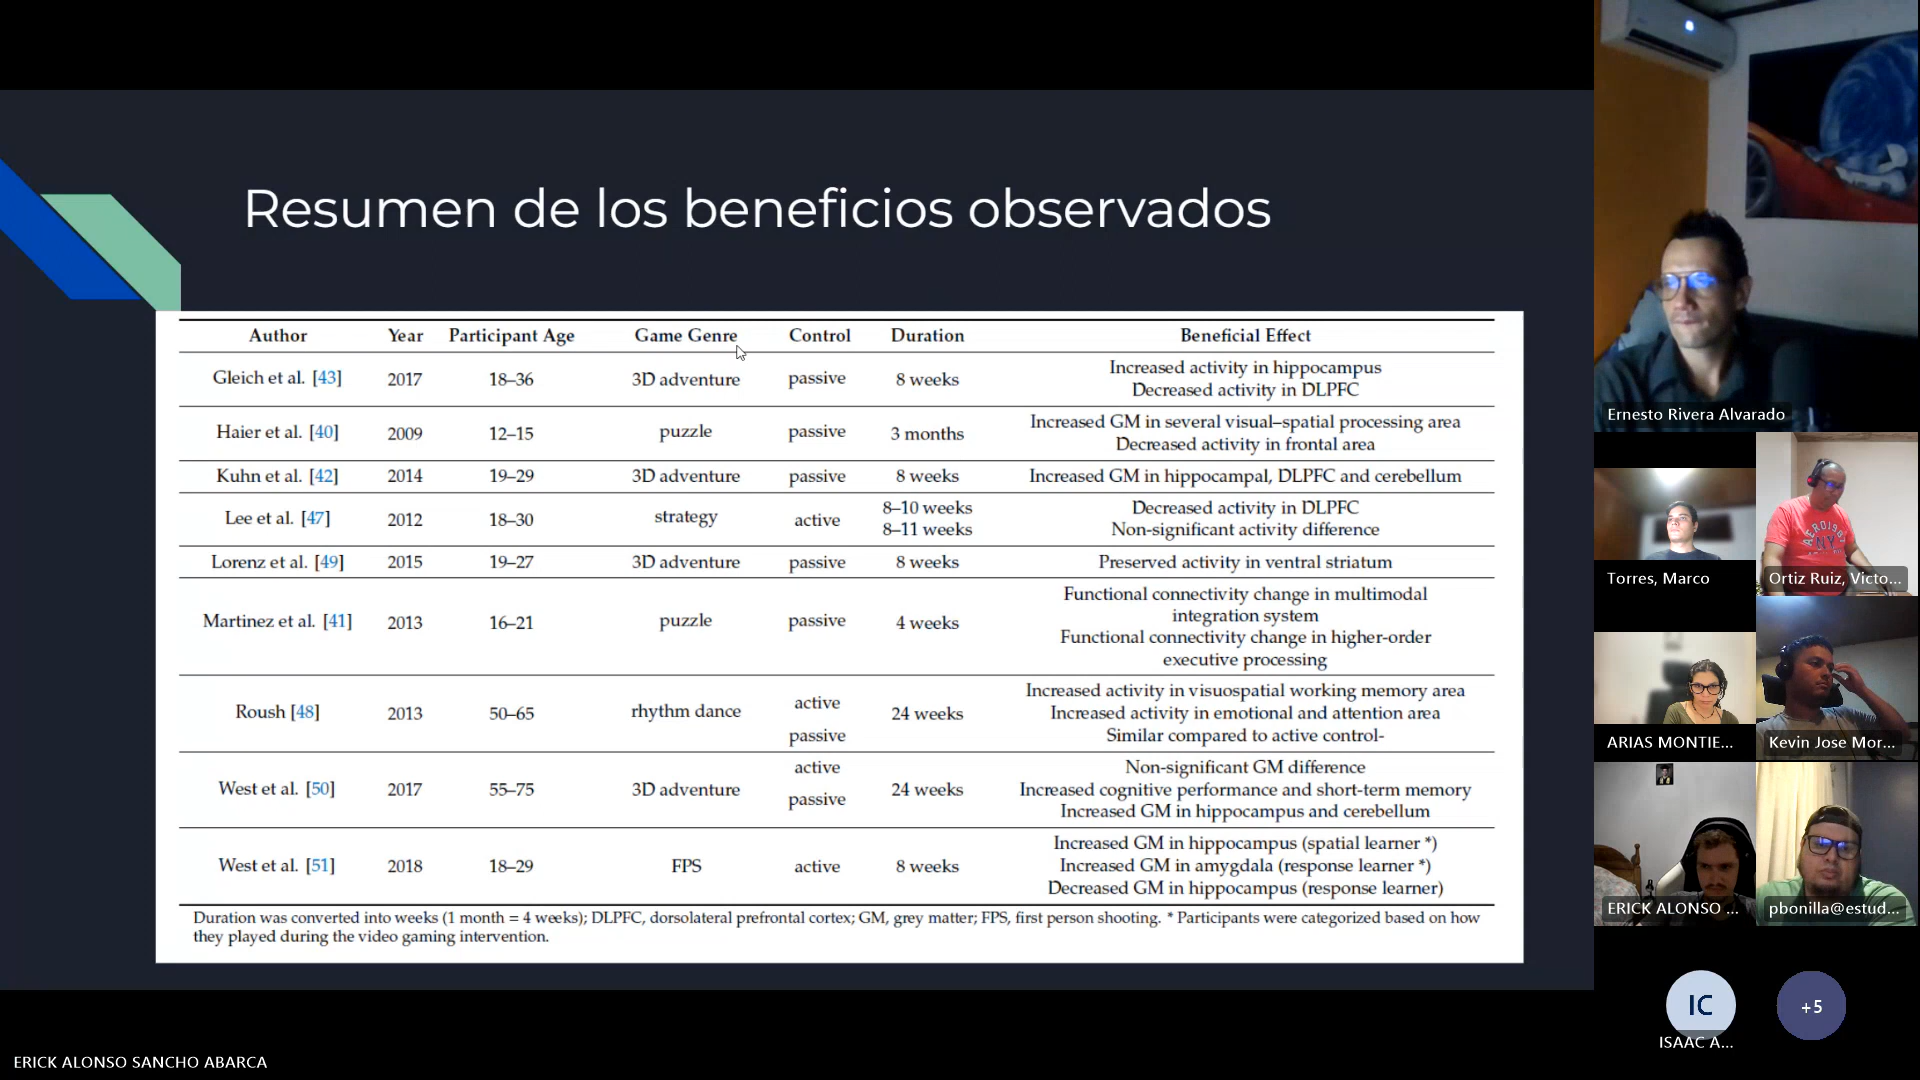 Resumen de los beneficios observados
Author Year Participant Age Game Genre Control Duration Beneficial Effect
Gleich et al. [43] 2017 18–36 3D adventure passive 8 weeks Increased activity in hippocampus
Decreased activity in DLPFC
Haier et al. [40] 2009 12–15 puzzle passive 3 months Increased GM in several visual–spatial processing area
Decreased activity in frontal area
Kuhn et al. [42] 2014 19–29 3D adventure passive 8 weeks Increased GM in hippocampal, DLPFC and cerebellum
Lee et al. [47] 2012 18–30 strategy active 8–10 weeks Decreased activity in DLPFC
8–11 weeks Non-significant activity difference
Lorenz et al. [49] 2015 19–27 3D adventure passive 8 weeks Preserved activity in ventral striatum
Martinez et al. [41] 2013 16–21 puzzle passive 4 weeks Functional connectivity change in multimodal
integration system
Functional connectivity change in higher-order
executive processing
Roush [48] 2013 50–65 rhythm dance active 24 weeks Increased activity in visuospatial working memory area
Increased activity in emotional and attention area
passive Similar compared to active control-
West et al. [50] 2017 55–75 3D adventure active 24 weeks Non-significant GM difference
passive Increased cognitive performance and short-term memory
Increased GM in hippocampus and cerebellum
West et al. [51] 2018 18–29 FPS active 8 weeks Increased GM in hippocampus (spatial learner *)
Increased GM in amygdala (response learner *)
Decreased GM in hippocampus (response learner)
Duration was converted into weeks (1 month = 4 weeks); DLPFC, dorsolateral prefrontal cortex; GM, grey matter; FPS, first person shooting. * Participants were categorized based on how
they played during the video gaming intervention.
Ernesto Rivera Alvarado
Torres, Marco
Ortiz Ruiz, Victo...
AEROPOSTALE
NY
ARIAS MONTIE...
Kevin Jose Mor...
ERICK ALONSO ...
pbonilla@estud...
IC
+5
ISAAC A...
ERICK ALONSO SANCHO ABARCA